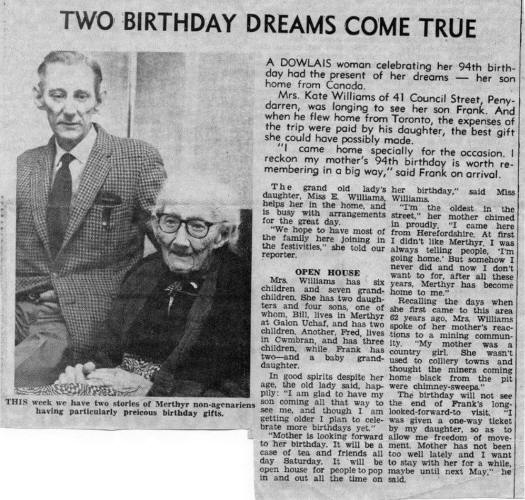 TWO BIRTHDAY DREAMS COME TRUE
A DOWLAIS woman celebrating her 94th birth-
day had the present of her dreams — her son
home from Canada.
Mrs. Kate Williams of 41 Council Street, Peny-
darren, was longing to see her son Frank. And
when he flew home from Toronto, the expenses of
the trip were paid by his daughter, the best gift
she could have possibly made.
"I came home specially for the occasion. I
reckon my mother's 94th birthday is worth re-
membering in a big way," said Frank on arrival.
The grand old lady's
daughter, Miss E. Williams,
helps her in the home, and
is busy with arrangements
for the great day.
"We hope to have most of
the family here joining in
the festivities," she told our
reporter.
OPEN HOUSE
Mrs. Williams has six
children and seven grand-
children. She has two daugh-
ters and four sons, one of
whom, Bill, lives in Merthyr
at Galon Uchaf, and has two
children. Another, Fred, lives
in Cwmbran, and has three
children, while Frank has
two—and a baby grand-
daughter.
In good spirits despite her
age, the old lady said, hap-
pily: "I am glad to have my
son coming all that way to
see me, and though I am
getting older I plan to cele-
brate more birthdays yet."
"Mother is looking forward
to her birthday. It will be a
case of tea and friends all
day Saturday. It will be
open house for people to pop
in and out all the time on
her birthday," said Miss
Williams.
"I'm the oldest in the
street," her mother chimed
in proudly. "I came here
from Herefordshire. At first
I didn't like Merthyr. I was
always telling people, 'I'm
going home.' But somehow I
never did and now I don't
want to, for after all these
years, Merthyr has become
home to me."
Recalling the days when
she first came to this area
62 years ago, Mrs. Williams
spoke of her mother's reac-
tions to a mining commun-
ity. "My mother was a
country girl. She wasn't
used to colliery towns and
thought the miners coming
home black from the pit
were chimney-sweeps."
The birthday will not see
the end of Frank's long-
looked-forward-to visit. "I
was given a one-way ticket
by my daughter, so as to
allow me freedom of move-
ment. Mother has not been
too well lately and I want
to stay with her for a while,
maybe until next May," he
said.
THIS week we have two stories of Merthyr non-agenariens
having particularly preicous birthday gifts.